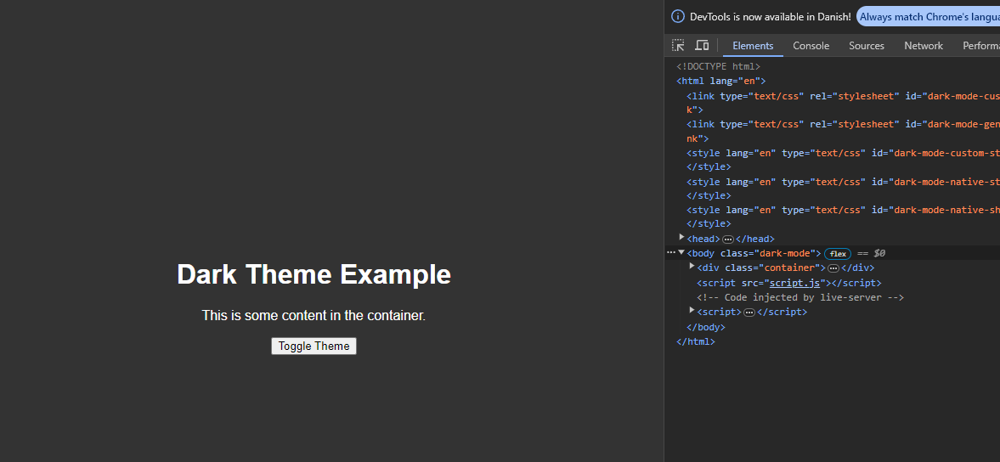 Dark Theme Example
This is some content in the container.
Toggle Theme
DevTools is now available in Danish! Always match Chrome's langua
Elements Console Sources Network Performa
<!DOCTYPE html>
<html lang="en">
<link type="text/css" rel="stylesheet" id="dark-mode-cus
k">
<link type="text/css" rel="stylesheet" id="dark-mode-gen
nk">
<style lang="en" type="text/css" id="dark-mode-custom-st
</style>
<style lang="en" type="text/css" id="dark-mode-native-st
</style>
<style lang="en" type="text/css" id="dark-mode-native-sh
</style>
<head>…</head>
<body class="dark-mode"> flex == $0
<div class="container">…</div>
<script src="script.js"></script>
<!-- Code injected by live-server -->
<script>…</script>
</body>
</html>